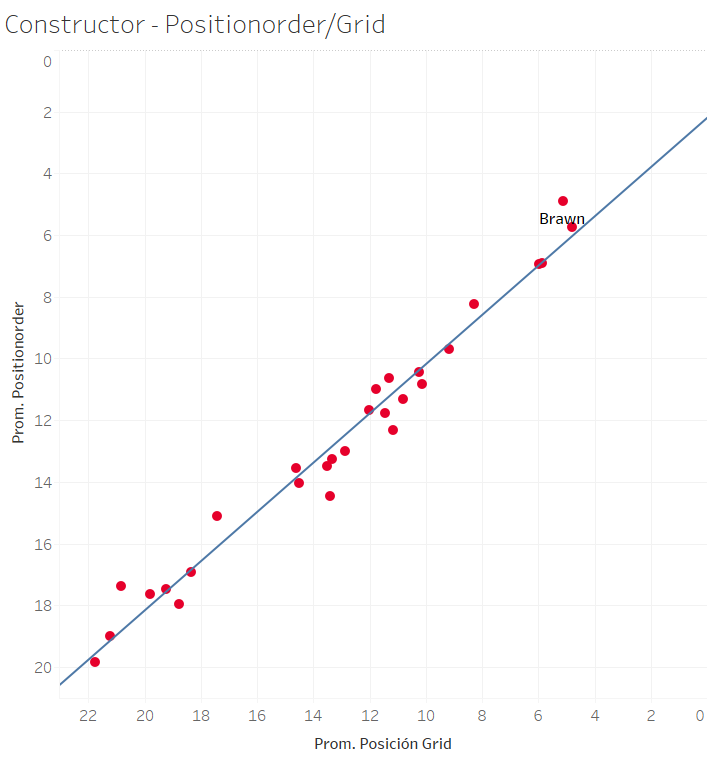 Constructor - Positionorder/Grid
0
2
4
Brawn
6
8
10
12
14
16
18
20
Prom. Positionorder
22 20 18 16 14 12 10 8 6 4 2 0
Prom. Posición Grid